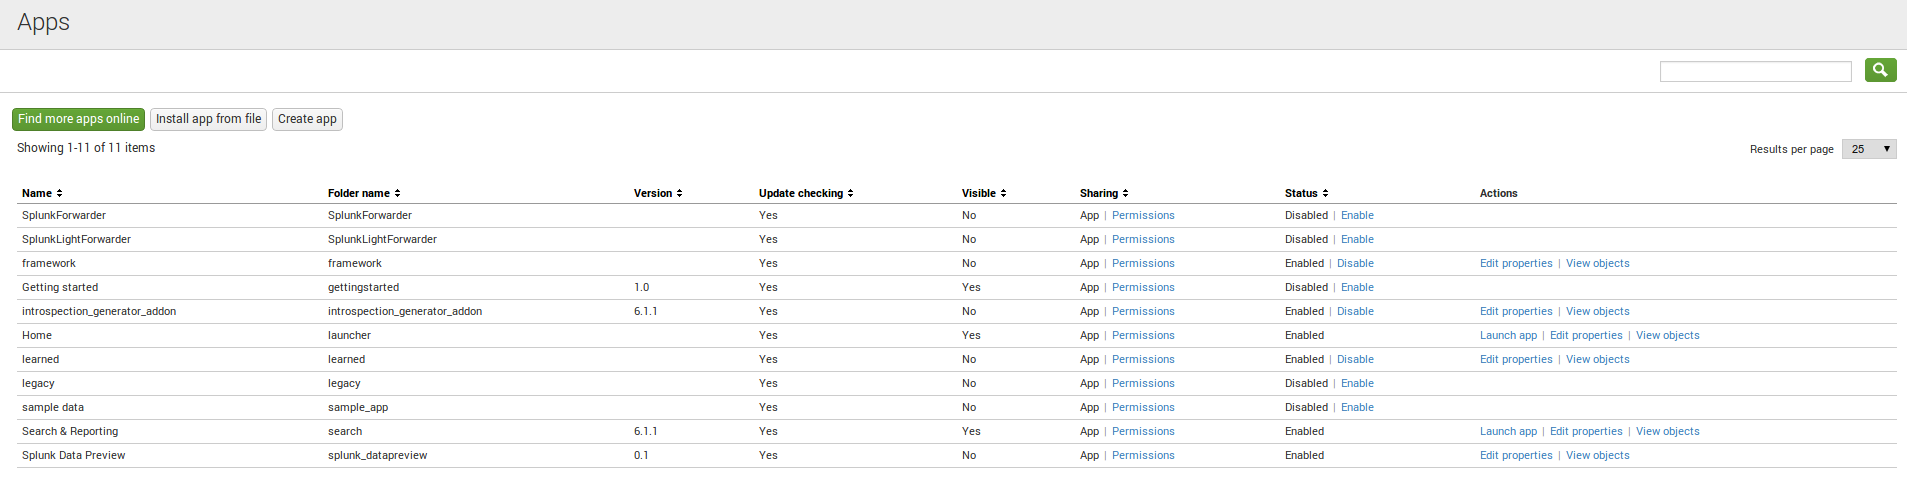 Apps
Find more apps online Install app from file Create app
Showing 1-11 of 11 items
Results per page 25
Name Folder name Version Update checking Visible Sharing Status Actions
SplunkForwarder SplunkForwarder Yes No App | Permissions Disabled | Enable
SplunkLightForwarder SplunkLightForwarder Yes No App | Permissions Disabled | Enable
framework framework Yes No App | Permissions Enabled | Disable Edit properties | View objects
Getting started gettingstarted 1.0 Yes Yes App | Permissions Disabled | Enable
introspection_generator_addon introspection_generator_addon 6.1.1 Yes No App | Permissions Enabled | Disable Edit properties | View objects
Home launcher Yes Yes App | Permissions Enabled Launch app | Edit properties | View objects
learned learned Yes No App | Permissions Enabled | Disable Edit properties | View objects
legacy legacy Yes No App | Permissions Disabled | Enable
sample data sample_app Yes No App | Permissions Disabled | Enable
Search & Reporting search 6.1.1 Yes Yes App | Permissions Enabled Launch app | Edit properties | View objects
Splunk Data Preview splunk_datapreview 0.1 Yes No App | Permissions Enabled Edit properties | View objects